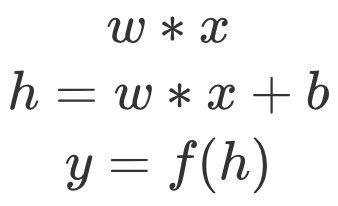 w * x
h = w * x + b
y = f(h)